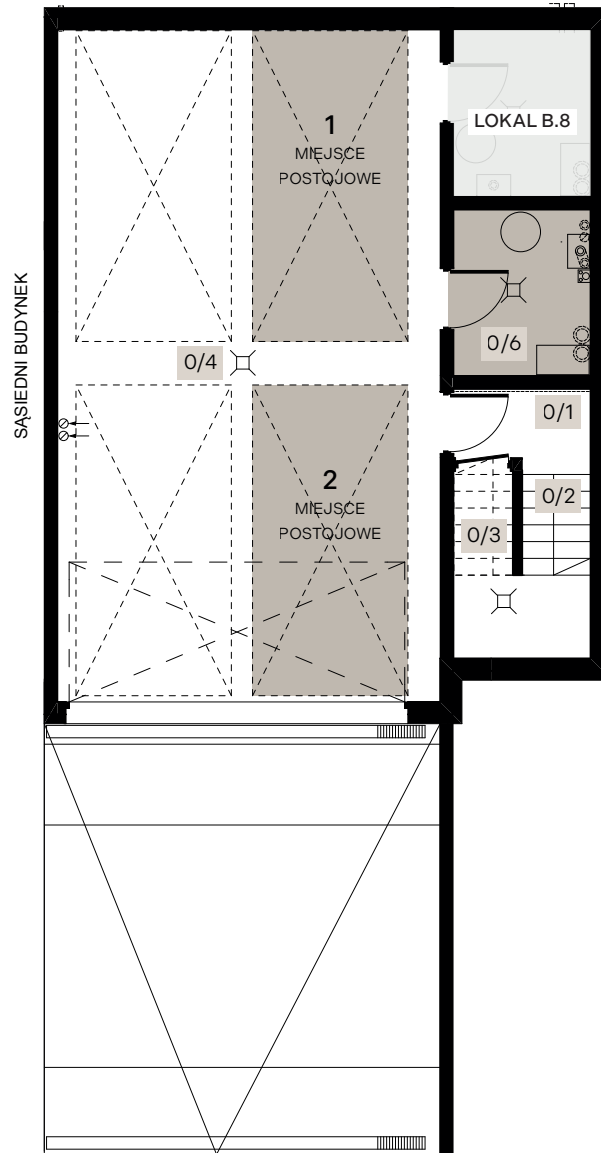 1
MIEJSCE
POSTOJOWE
LOKAL B.8
SĄSIEDNI BUDYNEK
0/4
0/6
0/1
2
MIEJSCE
POSTOJOWE
0/2
0/3